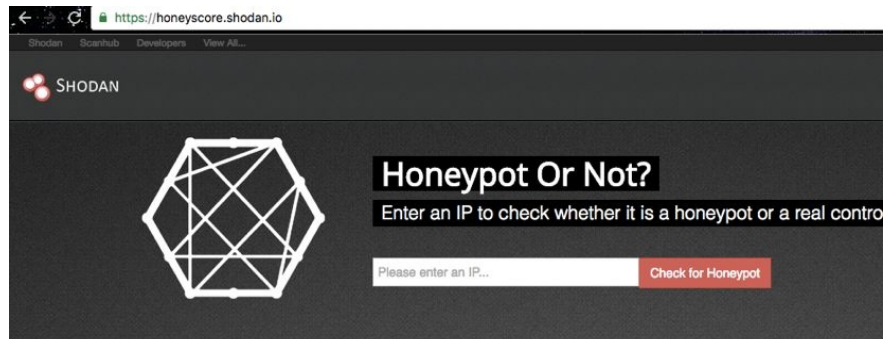 https://honeyscore.shodan.io
Shodan Scanhub Developers View All...
SHODAN
Honeypot Or Not?
Enter an IP to check whether it is a honeypot or a real contro
Please enter an IP... Check for Honeypot